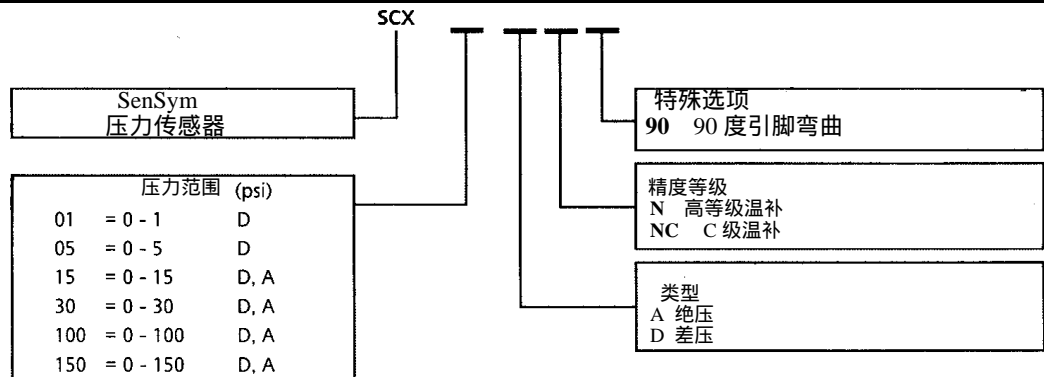 SCX
SenSym
压力传感器
压力范围 (psi)
01 = 0 - 1 D
05 = 0 - 5 D
15 = 0 - 15 D, A
30 = 0 - 30 D, A
100 = 0 - 100 D, A
150 = 0 - 150 D, A
特殊选项
90 90 度引脚弯曲
精度等级
N 高等级温补
NC C 级温补
类型
A 绝压
D 差压